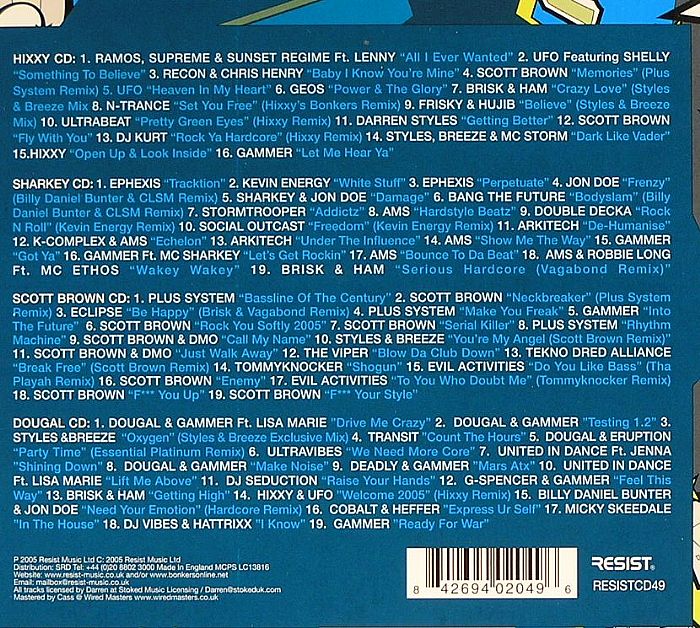 HIXXY CD: 1. RAMOS, SUPREME & SUNSET REGIME Ft. LENNY "All I Ever Wanted" 2. UFO Featuring SHELLY
"Something To Believe" 3. RECON & CHRIS HENRY "Baby I Know You're Mine" 4. SCOTT BROWN "Memories" (Plus
System Remix) 5. UFO "Heaven In My Heart" 6. GEOS "Power & The Glory" 7. BRISK & HAM "Crazy Love" (Styles
& Breeze Mix 8. N-TRANCE "Set You Free" (Hixxy's Bonkers Remix) 9. FRISKY & HUJIB "Believe" (Styles & Breeze
Mix) 10. ULTRABEAT "Pretty Green Eyes" (Hixxy Remix) 11. DARREN STYLES "Getting Better" 12. SCOTT BROWN
"Fly With You" 13. DJ KURT "Rock Ya Hardcore" (Hixxy Remix) 14. STYLES, BREEZE & MC STORM "Dark Like Vader"
15.HIXXY "Open Up & Look Inside" 16. GAMMER "Let Me Hear Ya"
SHARKEY CD: 1. EPHEXIS "Tracktion" 2. KEVIN ENERGY "White Stuff" 3. EPHEXIS "Perpetuate" 4. JON DOE "Frenzy"
(Billy Daniel Bunter & CLSM Remix) 5. SHARKEY & JON DOE "Damage" 6. BANG THE FUTURE "Bodyslam" (Billy
Daniel Bunter & CLSM Remix) 7. STORMTROOPER "Addictz" 8. AMS "Hardstyle Beatz" 9. DOUBLE DECKA "Rock
N Roll" (Kevin Energy Remix) 10. SOCIAL OUTCAST "Freedom" (Kevin Energy Remix) 11. ARKITECH "De-Humanise"
12. K-COMPLEX & AMS "Echelon" 13. ARKITECH "Under The Influence" 14. AMS "Show Me The Way" 15. GAMMER
"Got Ya" 16. GAMMER Ft. MC SHARKEY "Let's Get Rockin" 17. AMS "Bounce To Da Beat" 18. AMS & ROBBIE LONG
Ft. MC ETHOS "Wakey Wakey" 19. BRISK & HAM "Serious Hardcore (Vagabond Remix)"
SCOTT BROWN CD: 1. PLUS SYSTEM "Bassline Of The Century" 2. SCOTT BROWN "Neckbreaker" (Plus System
Remix) 3. ECLIPSE "Be Happy" (Brisk & Vagabond Remix) 4. PLUS SYSTEM "Make You Freak" 5. GAMMER "Into
The Future" 6. SCOTT BROWN "Rock You Softly 2005" 7. SCOTT BROWN "Serial Killer" 8. PLUS SYSTEM "Rhythm
Machine" 9. SCOTT BROWN & DMO "Call My Name" 10. STYLES & BREEZE "You're My Angel (Scott Brown Remix)"
11. SCOTT BROWN & DMO "Just Walk Away" 12. THE VIPER "Blow Da Club Down" 13. TEKNO DRED ALLIANCE
"Break Free" (Scott Brown Remix) 14. TOMMYKNOCKER "Shogun" 15. EVIL ACTIVITIES "Do You Like Bass" (Tha
Playah Remix) 16. SCOTT BROWN "Enemy" 17. EVIL ACTIVITIES "To You Who Doubt Me" (Tommyknocker Remix)
18. SCOTT BROWN "F*** You Up" 19. SCOTT BROWN "F*** Your Style"
DOUGAL CD: 1. DOUGAL & GAMMER Ft. LISA MARIE "Drive Me Crazy" 2. DOUGAL & GAMMER "Testing 1.2" 3.
STYLES &BREEZE "Oxygen" (Styles & Breeze Exclusive Mix) 4. TRANSIT "Count The Hours" 5. DOUGAL & ERUPTION
"Party Time" (Essential Platinum Remix) 6. ULTRAVIBES "We Need More Core" 7. UNITED IN DANCE Ft. JENNA
"Shining Down" 8. DOUGAL & GAMMER "Make Noise" 9. DEADLY & GAMMER "Mars Atx" 10. UNITED IN DANCE
Ft. LISA MARIE "Lift Me Above" 11. DJ SEDUCTION "Raise Your Hands" 12. G-SPENCER & GAMMER "Feel This
Way" 13. BRISK & HAM "Getting High" 14. HIXXY & UFO "Welcome 2005" (Hixxy Remix) 15. BILLY DANIEL BUNTER
& JON DOE "Need Your Emotion" (Hardcore Remix) 16. COBALT & HEFFER "Express Ur Self" 17. MICKY SKEEDALE
"In The House" 18. DJ VIBES & HATTRIXX "I Know" 19. GAMMER "Ready For War"
P 2005 Resist Music Ltd C: 2005 Resist Music Ltd
Distribution: SRD Tel: +44 (0)20 8802 3000 Made In England MCPS LC13816
Website: www.resist-music.co.uk and/or www.bonkersonline.net
Email: mailbox@resist-music.co.uk
All tracks licensed by Darren at Stoked Music Licensing / Darren@stokeduk.com
Mastered by Cass @ Wired Masters www.wiredmasters.co.uk
8 42694 02049 6
RESIST®
RESISTCD49